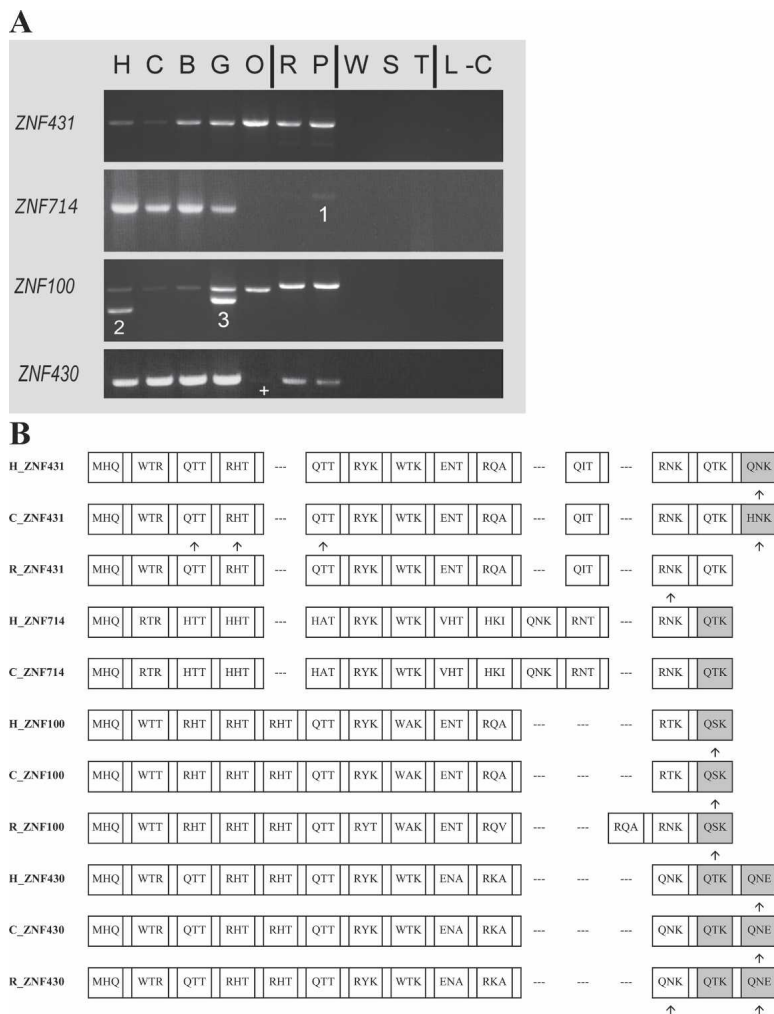 A
H C B G O R P W S T L -C
ZNF431
ZNF714
1
ZNF100
2 3
ZNF430
+
B
H_ZNF431 MHQ WTR QTT RHT --- QTT RYK WTK ENT RQA --- QIT --- RNK QTK QNK
↑
C_ZNF431 MHQ WTR QTT RHT --- QTT RYK WTK ENT RQA --- QIT --- RNK QTK HNK
↑ ↑ ↑ ↑
R_ZNF431 MHQ WTR QTT RHT --- QTT RYK WTK ENT RQA --- QIT --- RNK QTK
↑
H_ZNF714 MHQ RTR HTT HHT --- HAT RYK WTK VHT HKI QNK RNT --- RNK QTK
C_ZNF714 MHQ RTR HTT HHT --- HAT RYK WTK VHT HKI QNK RNT --- RNK QTK
H_ZNF100 MHQ WTT RHT RHT RHT QTT RYK WAK ENT RQA --- --- --- RTK QSK
↑
C_ZNF100 MHQ WTT RHT RHT RHT QTT RYK WAK ENT RQA --- --- --- RTK QSK
↑
R_ZNF100 MHQ WTT RHT RHT RHT QTT RYT WAK ENT RQV --- --- RQA RNK QSK
↑
H_ZNF430 MHQ WTR QTT RHT RHT QTT RYK WTK ENA RKA --- --- --- QNK QTK QNE
↑
C_ZNF430 MHQ WTR QTT RHT RHT QTT RYK WTK ENA RKA --- --- --- QNK QTK QNE
↑
R_ZNF430 MHQ WTR QTT RHT RHT QTT RYK WTK ENA RKA --- --- --- QNK QTK QNE
↑ ↑